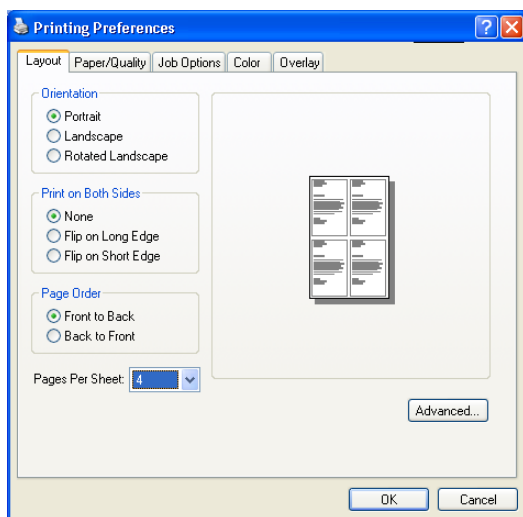 Printing Preferences
Layout Paper/Quality Job Options Color Overlay
Orientation
Portrait
Landscape
Rotated Landscape
Print on Both Sides
None
Flip on Long Edge
Flip on Short Edge
Page Order
Front to Back
Back to Front
Pages Per Sheet: 4
Advanced...
OK Cancel